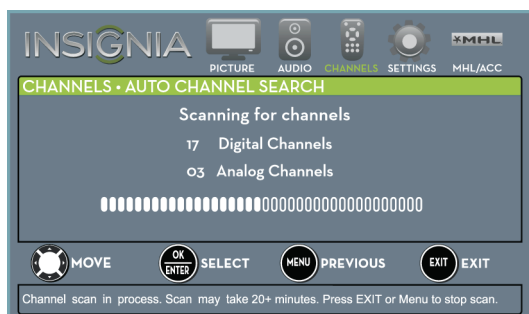 INSIGNIA
PICTURE AUDIO CHANNELS SETTINGS MHL/ACC
MHL
CHANNELS • AUTO CHANNEL SEARCH
Scanning for channels
17 Digital Channels
03 Analog Channels
MOVE OK ENTER SELECT MENU PREVIOUS EXIT EXIT
Channel scan in process. Scan may take 20+ minutes. Press EXIT or Menu to stop scan.